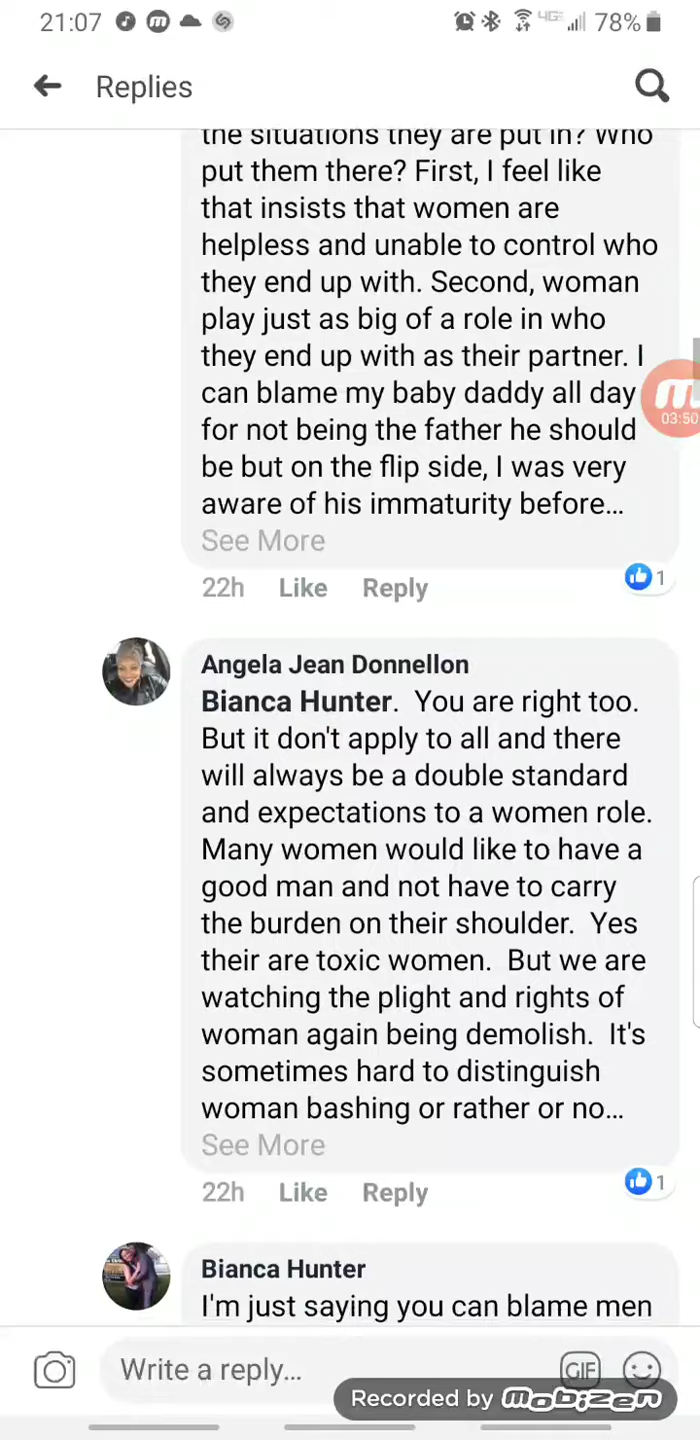 21:07
4GE
78%
Replies
the situations they are put in? Who
put them there? First, I feel like
that insists that women are
helpless and unable to control who
they end up with. Second, woman
play just as big of a role in who
they end up with as their partner. I
can blame my baby daddy all day
for not being the father he should
be but on the flip side, I was very
aware of his immaturity before...
See More
03:50
22h Like Reply
1
Angela Jean Donnellon
Bianca Hunter.  You are right too.
But it don't apply to all and there
will always be a double standard
and expectations to a women role.
Many women would like to have a
good man and not have to carry
the burden on their shoulder.  Yes
their are toxic women.  But we are
watching the plight and rights of
woman again being demolish.  It's
sometimes hard to distinguish
woman bashing or rather or no...
See More
22h Like Reply
1
Bianca Hunter
I'm just saying you can blame men
Write a reply...
GIF
Recorded by mobizen